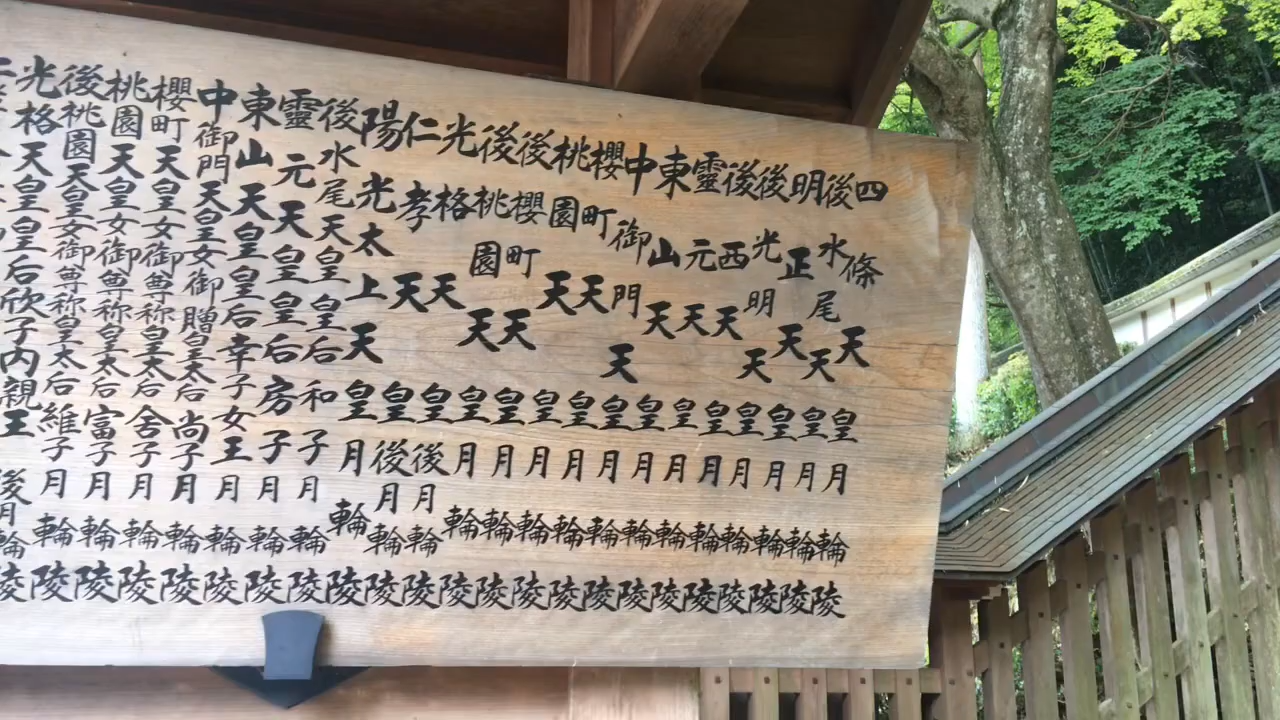 四條天皇月輪陵
後水尾天皇月輪陵
明正天皇月輪陵
後光明天皇月輪陵
後西天皇月輪陵
靈元天皇月輪陵
東山天皇月輪陵
中御門天皇月輪陵
櫻町天皇月輪陵
桃園天皇月輪陵
後櫻町天皇月輪陵
後桃園天皇月輪陵
光格天皇後月輪陵
仁孝天皇後月輪陵
陽光太上天皇月輪陵
後水尾天皇皇后和子月輪陵
靈元天皇皇后房子月輪陵
東山天皇皇后幸子女王月輪陵
中御門天皇女御贈皇太后尚子月輪陵
櫻町天皇女御尊称皇太后舍子月輪陵
桃園天皇女御尊称皇太后富子月輪陵
後桃園天皇女御尊称皇太后維子月輪陵
光格天皇皇后欣子内親王後月輪陵